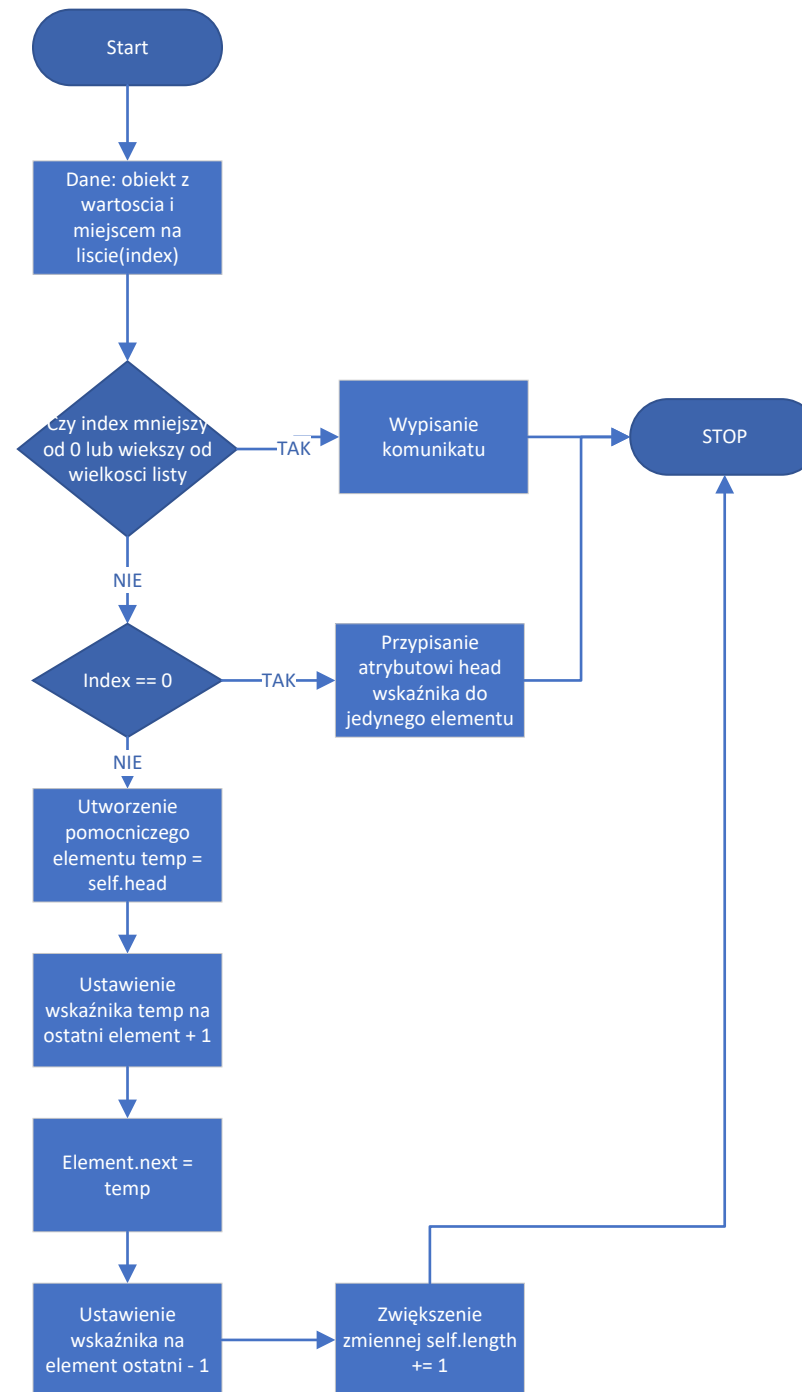 Start
Dane: obiekt z
wartoscia i
miejscem na
liscie(index)
Czy index mniejszy
od 0 lub wiekszy od
wielkosci listy
TAK
Wypisanie
komunikatu
STOP
NIE
Index == 0
TAK
Przypisanie
atrybutowi head
wskaźnika do
jedynego elementu
NIE
Utworzenie
pomocniczego
elementu temp =
self.head
Ustawienie
wskaźnika temp na
ostatni element + 1
Element.next =
temp
Ustawienie
wskaźnika na
element ostatni - 1
Zwiększenie
zmiennej self.length
+= 1